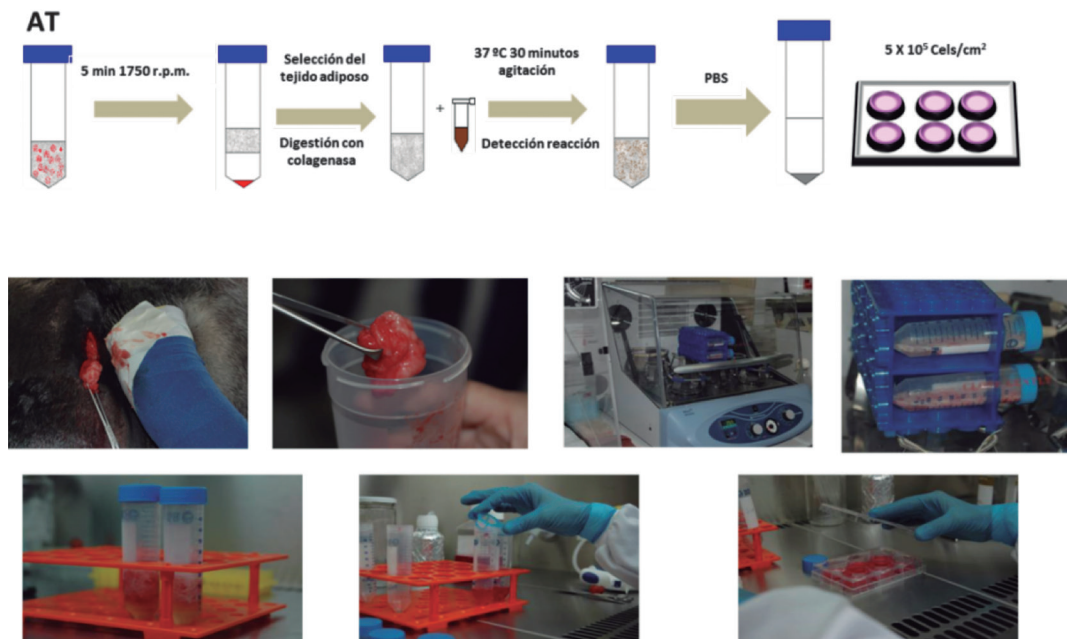 AT
5 min 1750 r.p.m.
Selección del
tejido adiposo
Digestión con
colagenasa
+
37 ºC 30 minutos
agitación
Detección reacción
PBS
5 X 10⁵ Cels/cm²